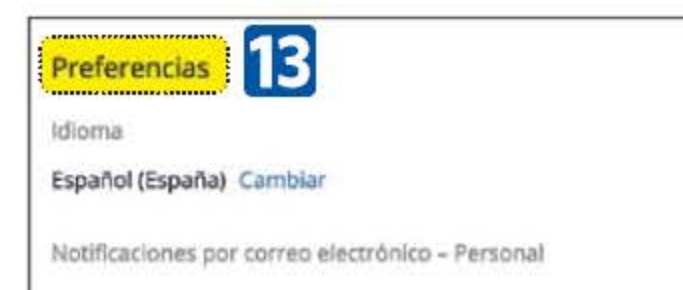 Preferencias 13
Idioma
Español (España) Cambiar
Notificaciones por correo electrónico – Personal